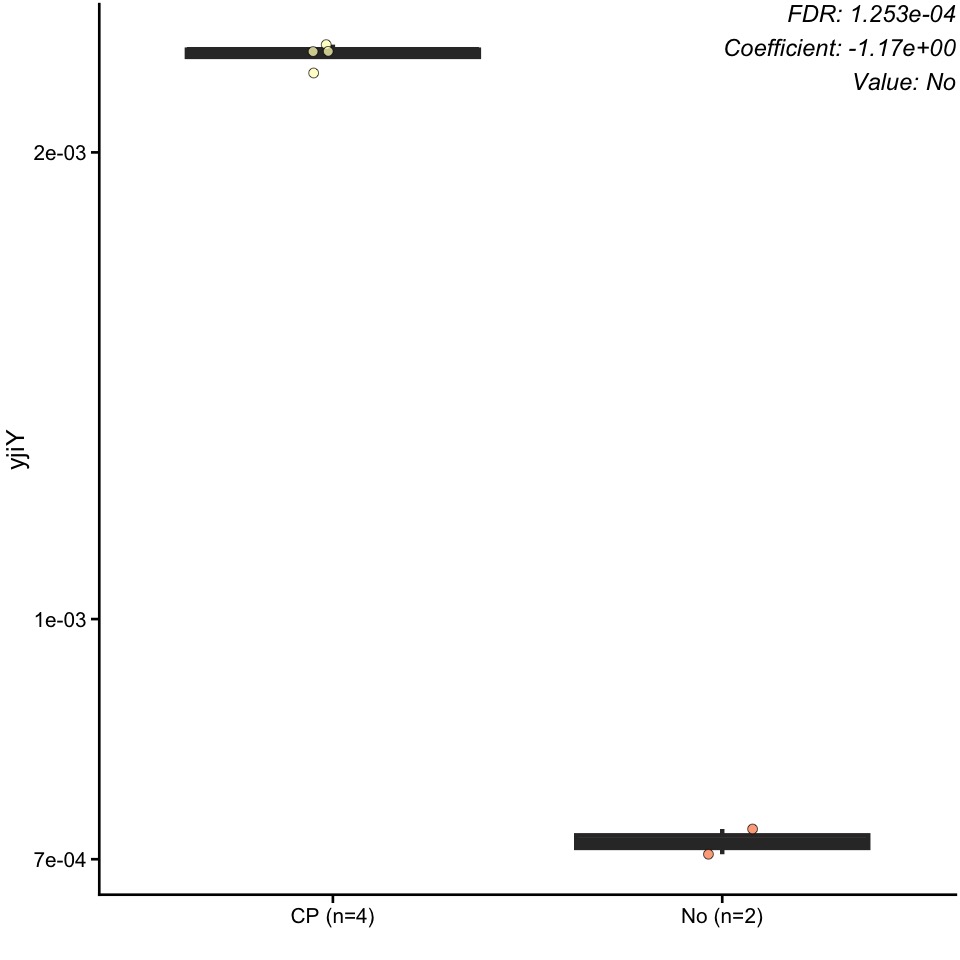 FDR: 1.253e-04
Coefficient: -1.17e+00
Value: No
2e-03
1e-03
7e-04
yjiY
CP (n=4)
No (n=2)